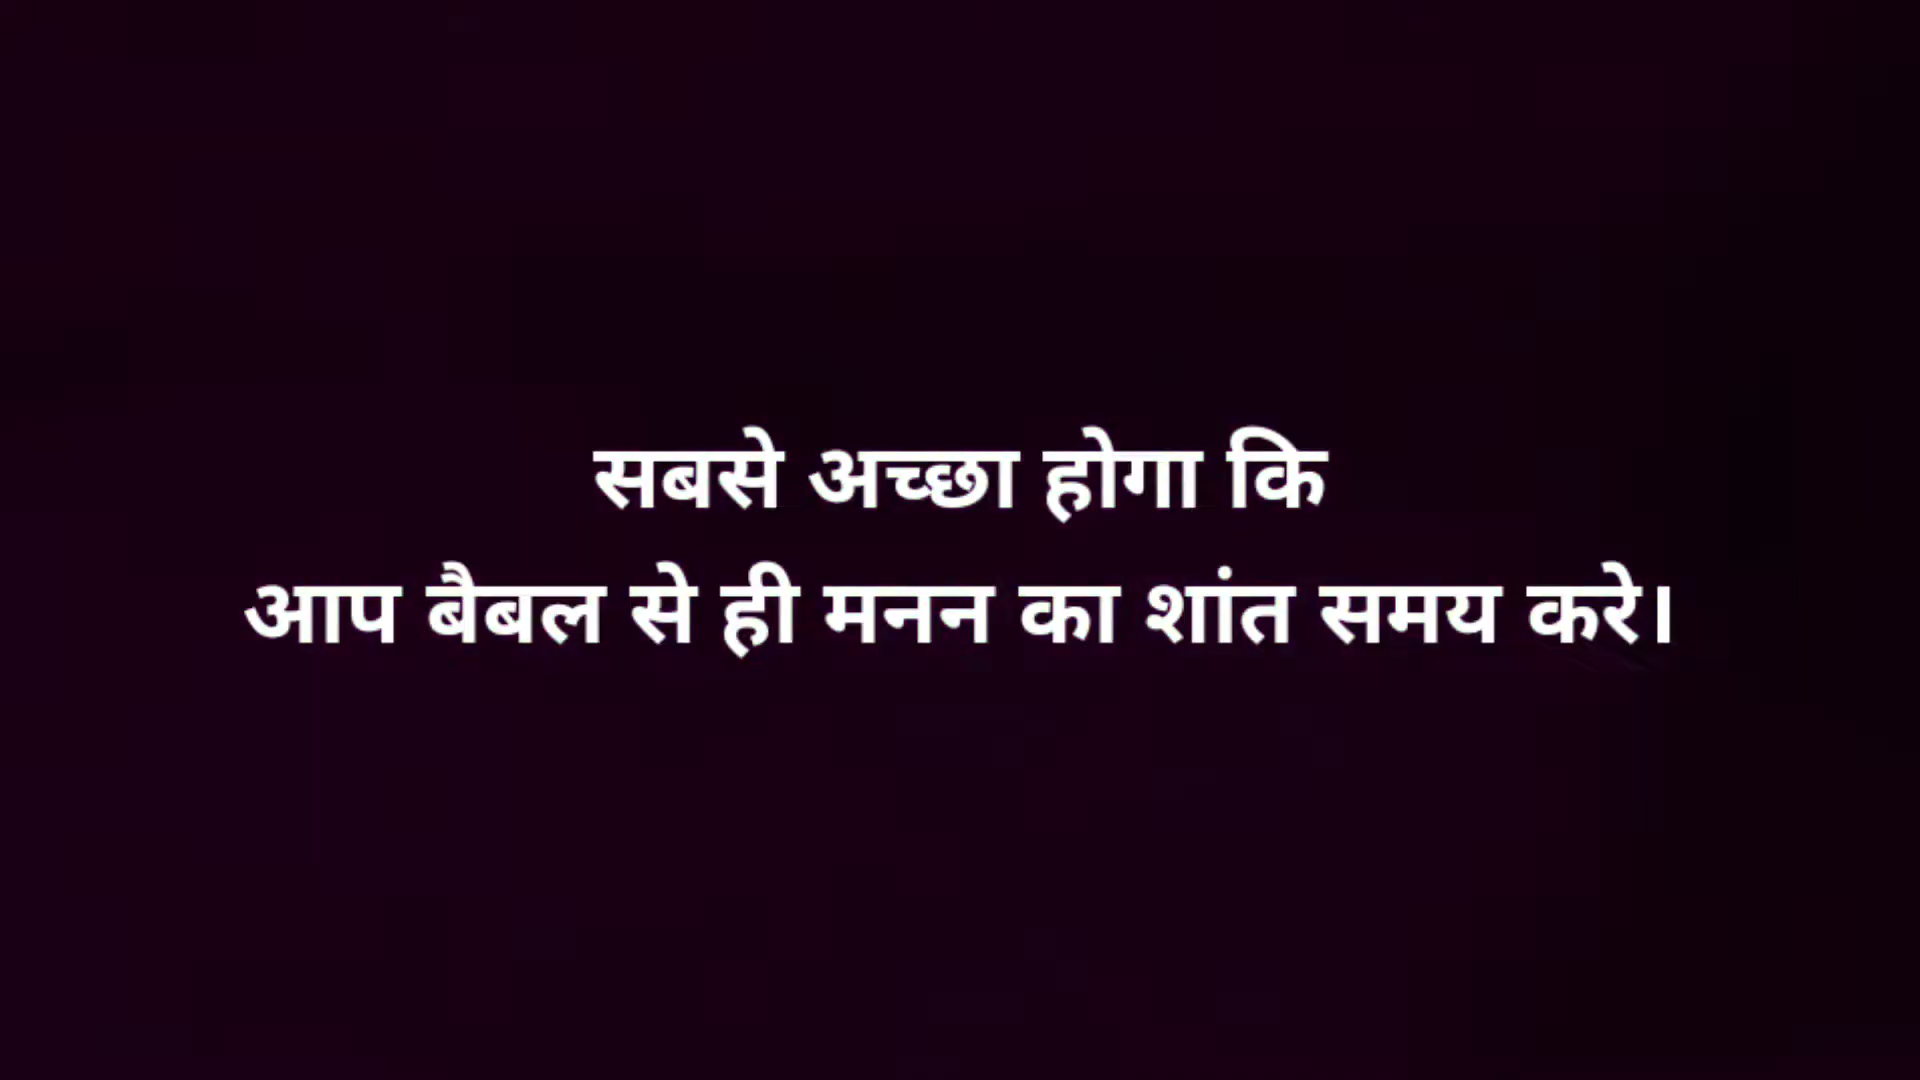 सबसे अच्छा होगा कि
आप बैबल से ही मनन का शांत समय करे।